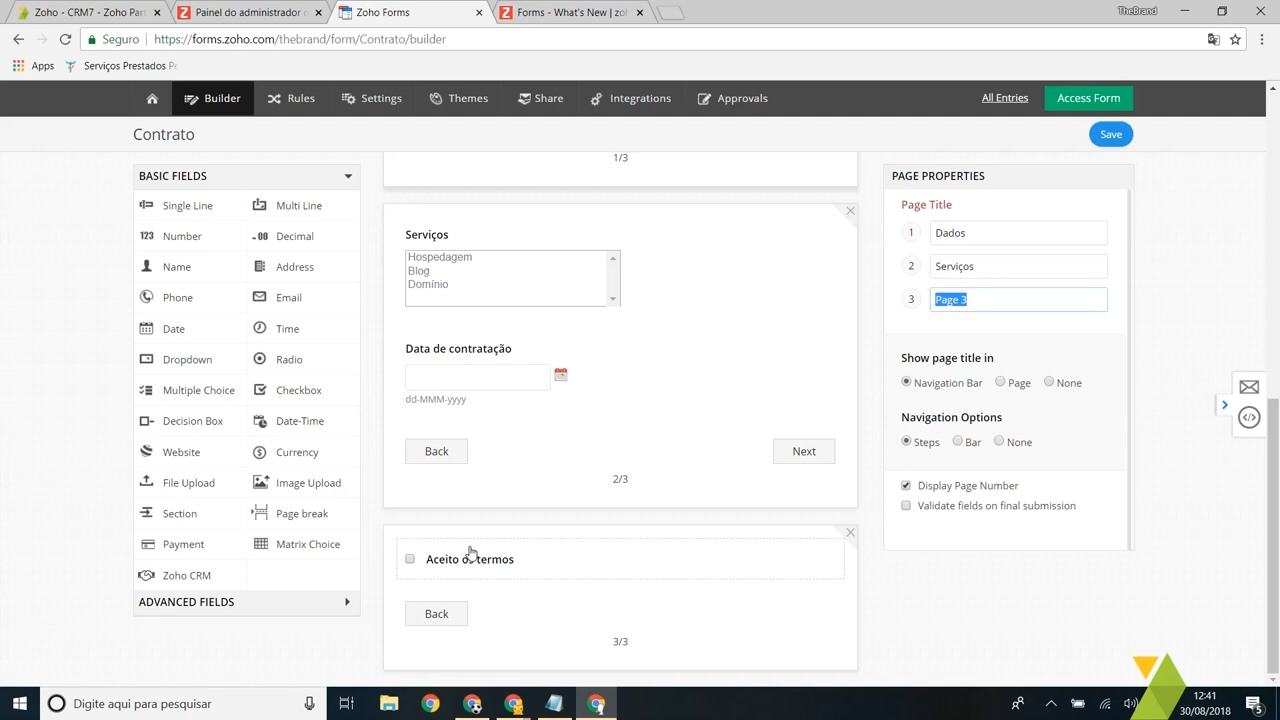 Zoho - CRM7 - Zoho Part
Painel do administrador d
Zoho Forms
Forms - What's New | zoh
TheBrand
Seguro
https://forms.zoho.com/thebrand/form/Contrato/builder
Apps
Serviços Prestados Pe
Builder
Rules
Settings
Themes
Share
Integrations
Approvals
All Entries
Access Form
Contrato
Save
BASIC FIELDS
Single Line
Multi Line
123 Number
.00 Decimal
Name
Address
Phone
Email
Date
Time
Dropdown
Radio
Multiple Choice
Checkbox
Decision Box
Date-Time
Website
Currency
File Upload
Image Upload
Section
Page break
Payment
Matrix Choice
Zoho CRM
ADVANCED FIELDS
1/3
Serviços
Hospedagem
Blog
Domínio
Data de contratação
dd-MMM-yyyy
Back
Next
2/3
Aceito os termos
Back
3/3
PAGE PROPERTIES
Page Title
1 Dados
2 Serviços
3 Page 3
Show page title in
Navigation Bar
Page
None
Navigation Options
Steps
Bar
None
Display Page Number
Validate fields on final submission
Digite aqui para pesquisar
12:41
30/08/2018
5